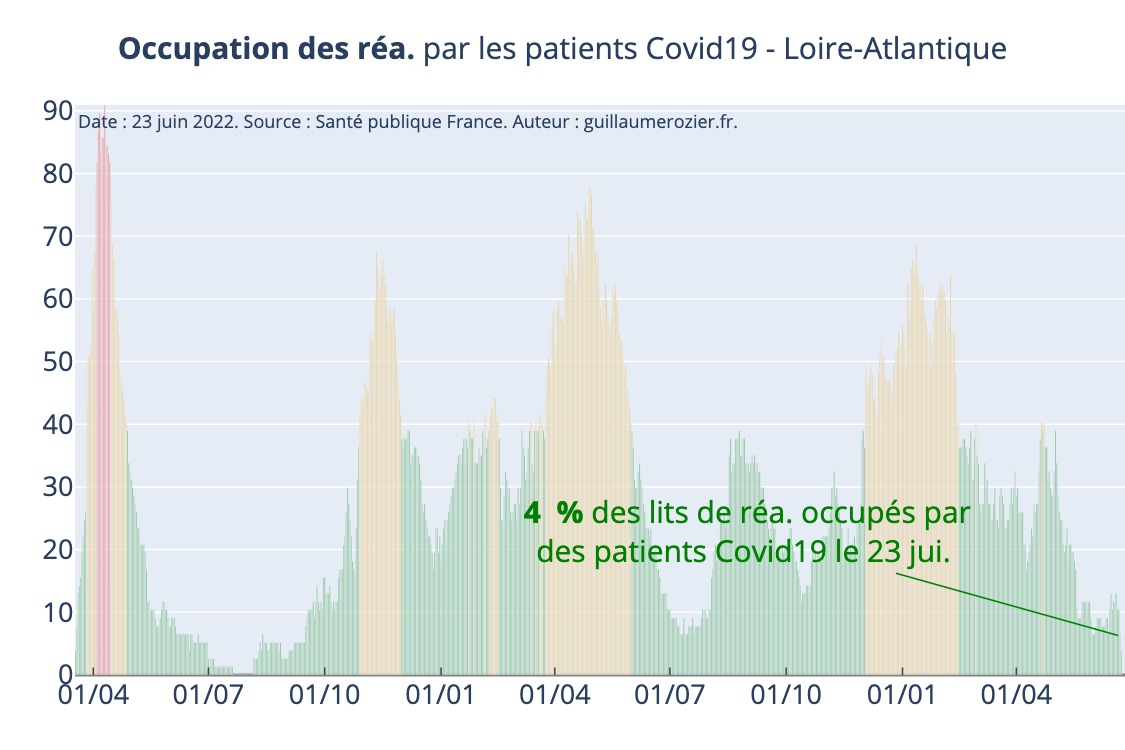 Occupation des réa. par les patients Covid19 - Loire-Atlantique
90
Date : 23 juin 2022. Source : Santé publique France. Auteur : guillaumerozier.fr.
80
70
60
50
40
30
4 % des lits de réa. occupés par
des patients Covid19 le 23 jui.
20
10
0
01/04 01/07 01/10 01/01 01/04 01/07 01/10 01/01 01/04